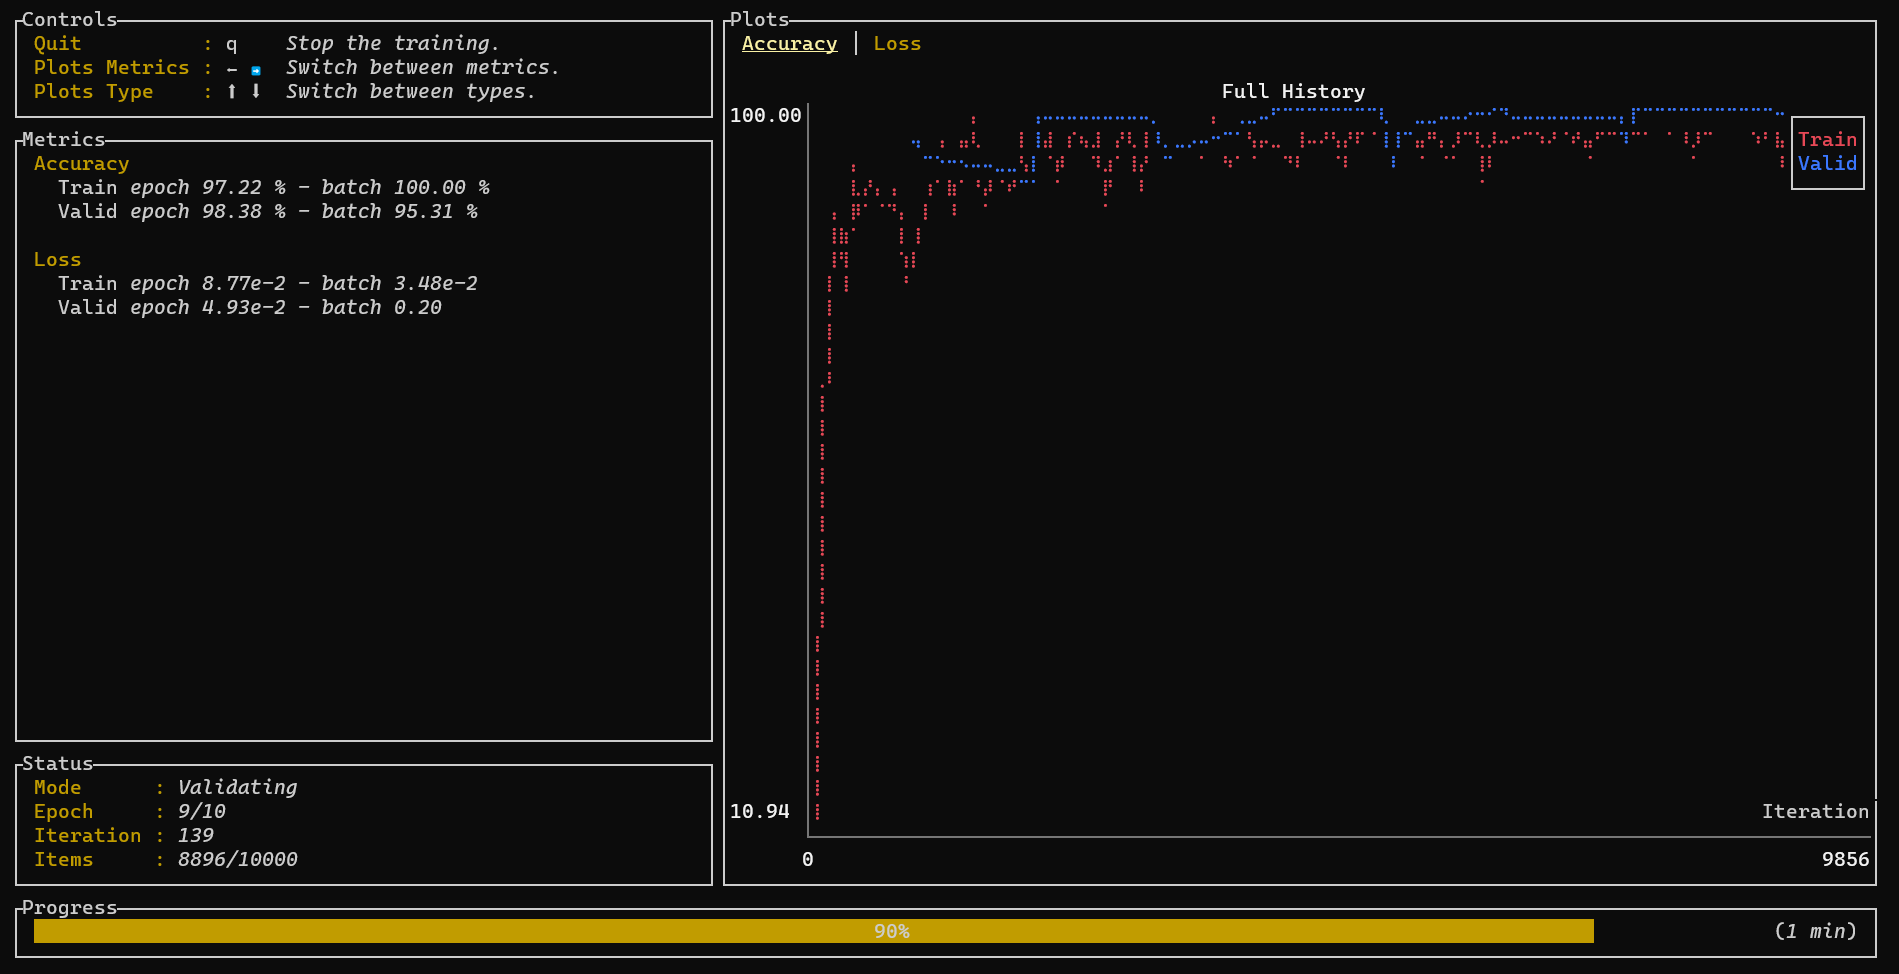 Controls
Quit : q Stop the training.
Plots Metrics : ← ➡ Switch between metrics.
Plots Type : ⬆ ⬇ Switch between types.
Metrics
Accuracy
Train epoch 97.22 % - batch 100.00 %
Valid epoch 98.38 % - batch 95.31 %
Loss
Train epoch 8.77e-2 - batch 3.48e-2
Valid epoch 4.93e-2 - batch 0.20
Status
Mode : Validating
Epoch : 9/10
Iteration : 139
Items : 8896/10000
Plots
Accuracy | Loss
Full History
100.00
Train
Valid
10.94
Iteration
0
9856
Progress
90%
(1 min)